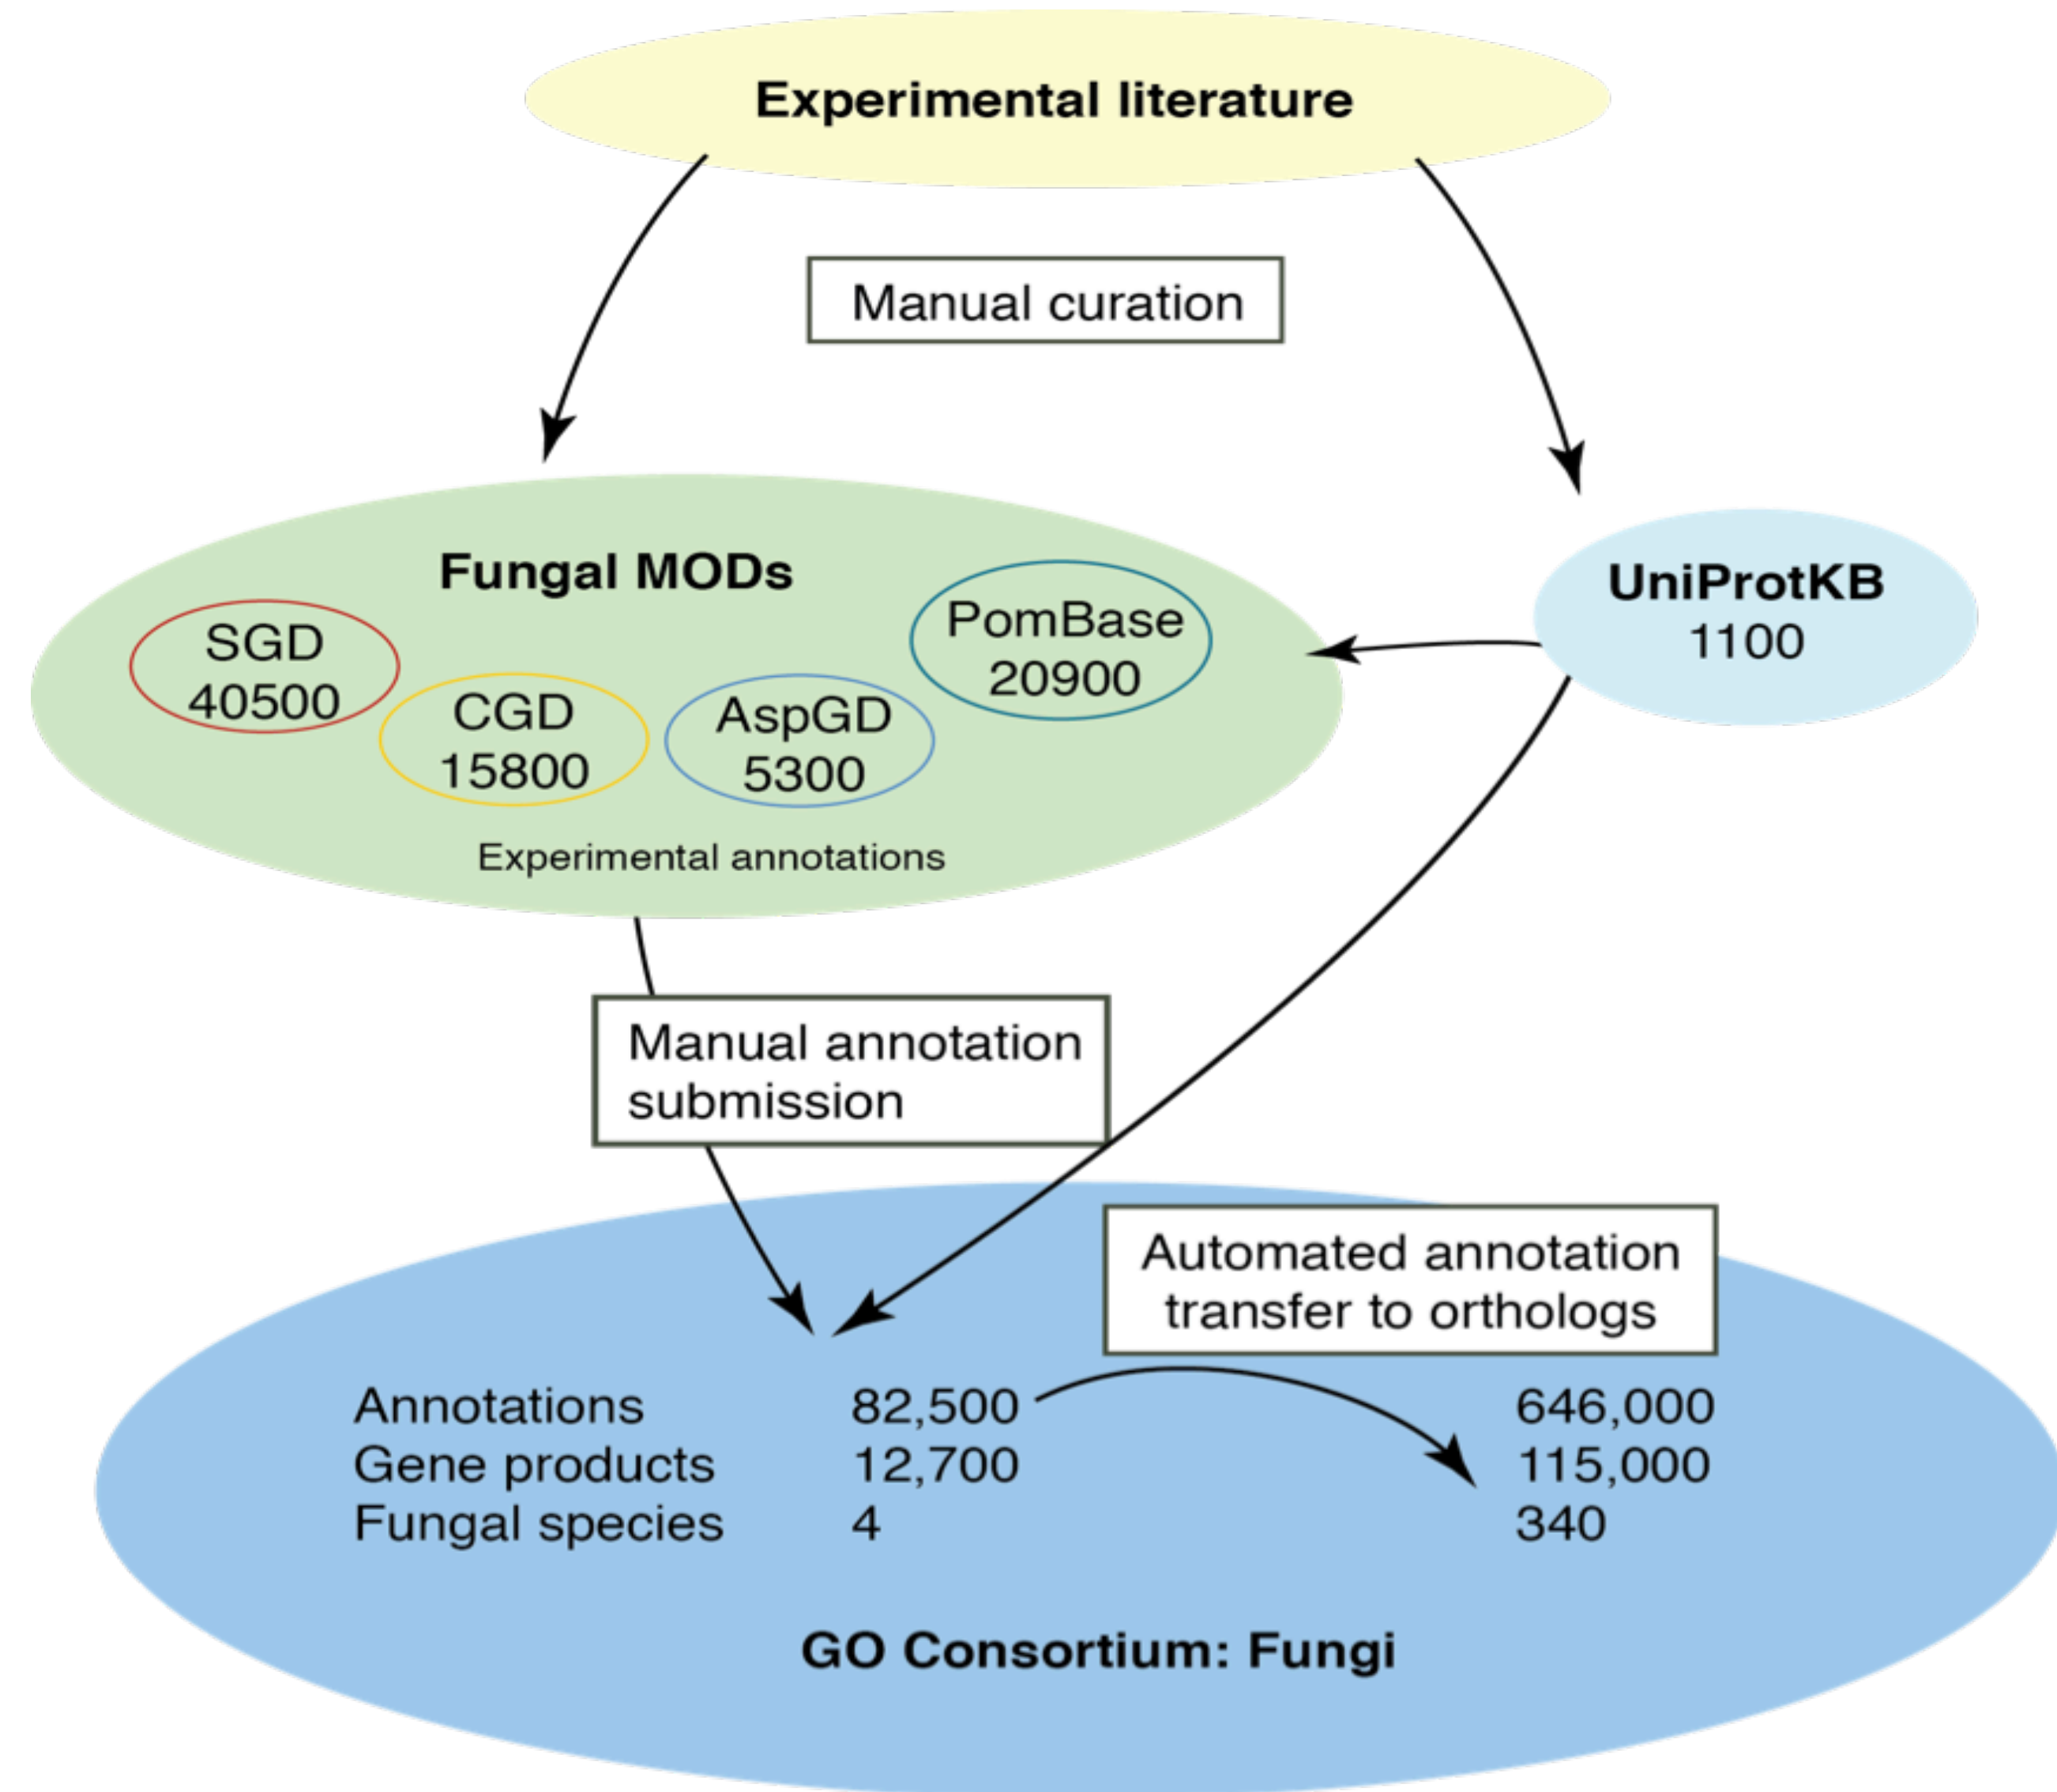 Experimental literature
Manual curation
Fungal MODs
SGD
40500
CGD
15800
AspGD
5300
PomBase
20900
Experimental annotations
UniProtKB
1100
Manual annotation
submission
Automated annotation
transfer to orthologs
Annotations 82,500 646,000
Gene products 12,700 115,000
Fungal species 4 340
GO Consortium: Fungi